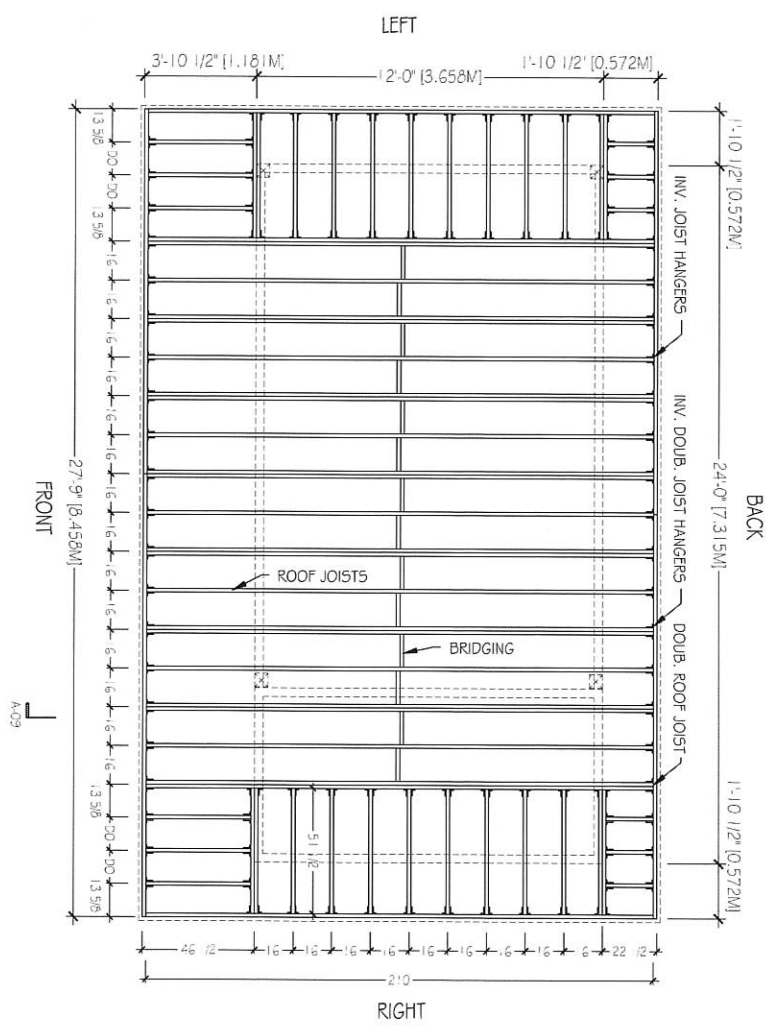 LEFT
3'-10 1/2" [1.181M]
12'-0" [3.658M]
1'-10 1/2" [0.572M]
13 5/8
DO
DO
13 5/8
16
16
16
16
16
16
16
16
16
16
16
16
16
16
13 5/8
DO
DO
13 5/8
27'-9" [8.458M]
FRONT
A-09
1'-10 1/2" [0.572M]
INV. JOIST HANGERS
INV. DOUB. JOIST HANGERS
24'-0" [7.315M]
BACK
DOUB. ROOF JOIST
1'-10 1/2" [0.572M]
ROOF JOISTS
BRIDGING
51 1/2
46 1/2
16
16
16
16
16
16
16
16
16
22 1/2
RIGHT